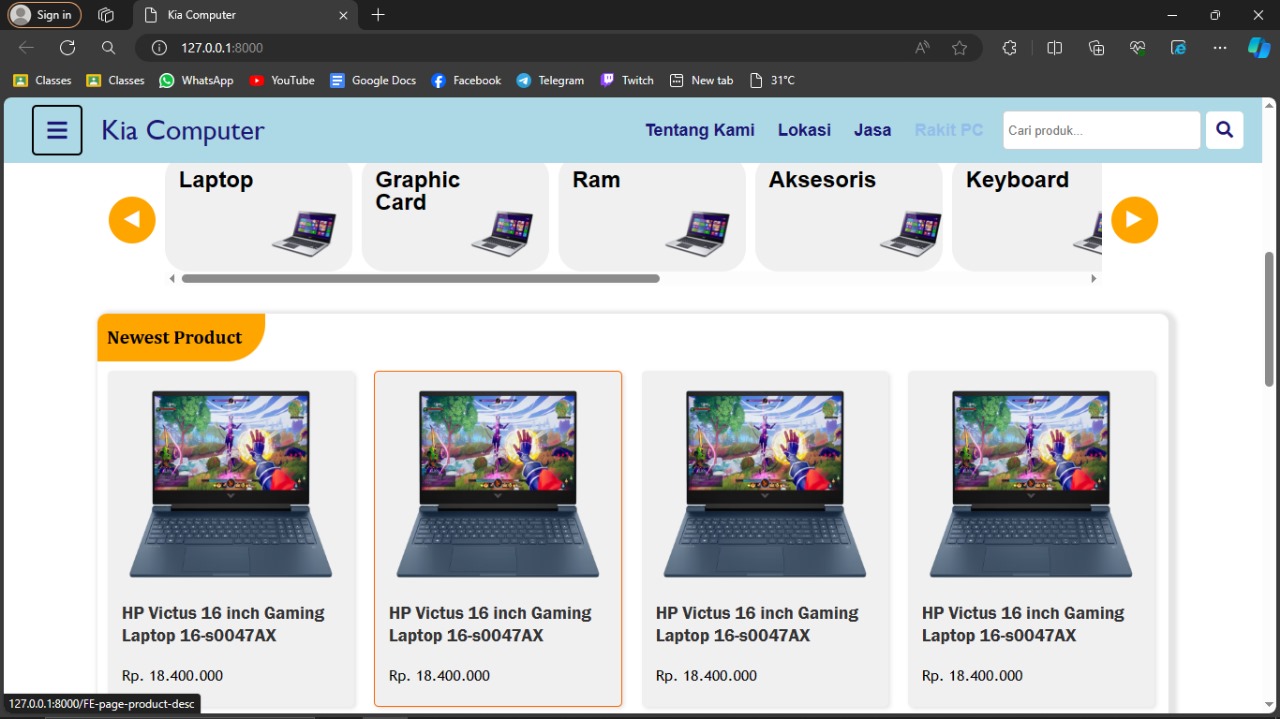 Sign in
Kia Computer
127.0.0.1:8000
Classes
Classes
WhatsApp
YouTube
Google Docs
Facebook
Telegram
Twitch
New tab
31°C
Kia Computer
Tentang Kami
Lokasi
Jasa
Rakit PC
Cari produk...
Laptop
Graphic
Card
Ram
Aksesoris
Keyboard
Newest Product
HP Victus 16 inch Gaming
Laptop 16-s0047AX
Rp. 18.400.000
HP Victus 16 inch Gaming
Laptop 16-s0047AX
Rp. 18.400.000
HP Victus 16 inch Gaming
Laptop 16-s0047AX
Rp. 18.400.000
HP Victus 16 inch Gaming
Laptop 16-s0047AX
Rp. 18.400.000
127.0.0.1:8000/FE-page-product-desc